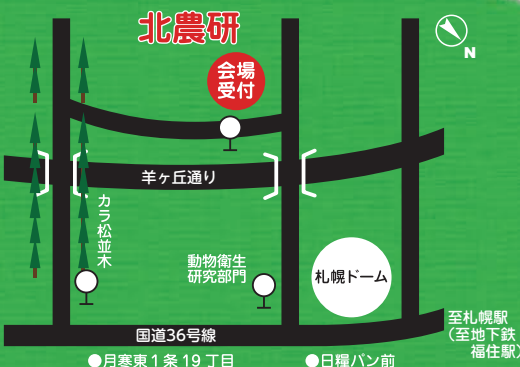 北農研
会場
受付
N
羊ヶ丘通り
カラ松並木
動物衛生
研究部門
札幌ドーム
至札幌駅
（至地下鉄
福住駅）
国道36号線
●月寒東１条19丁目
●日糧パン前